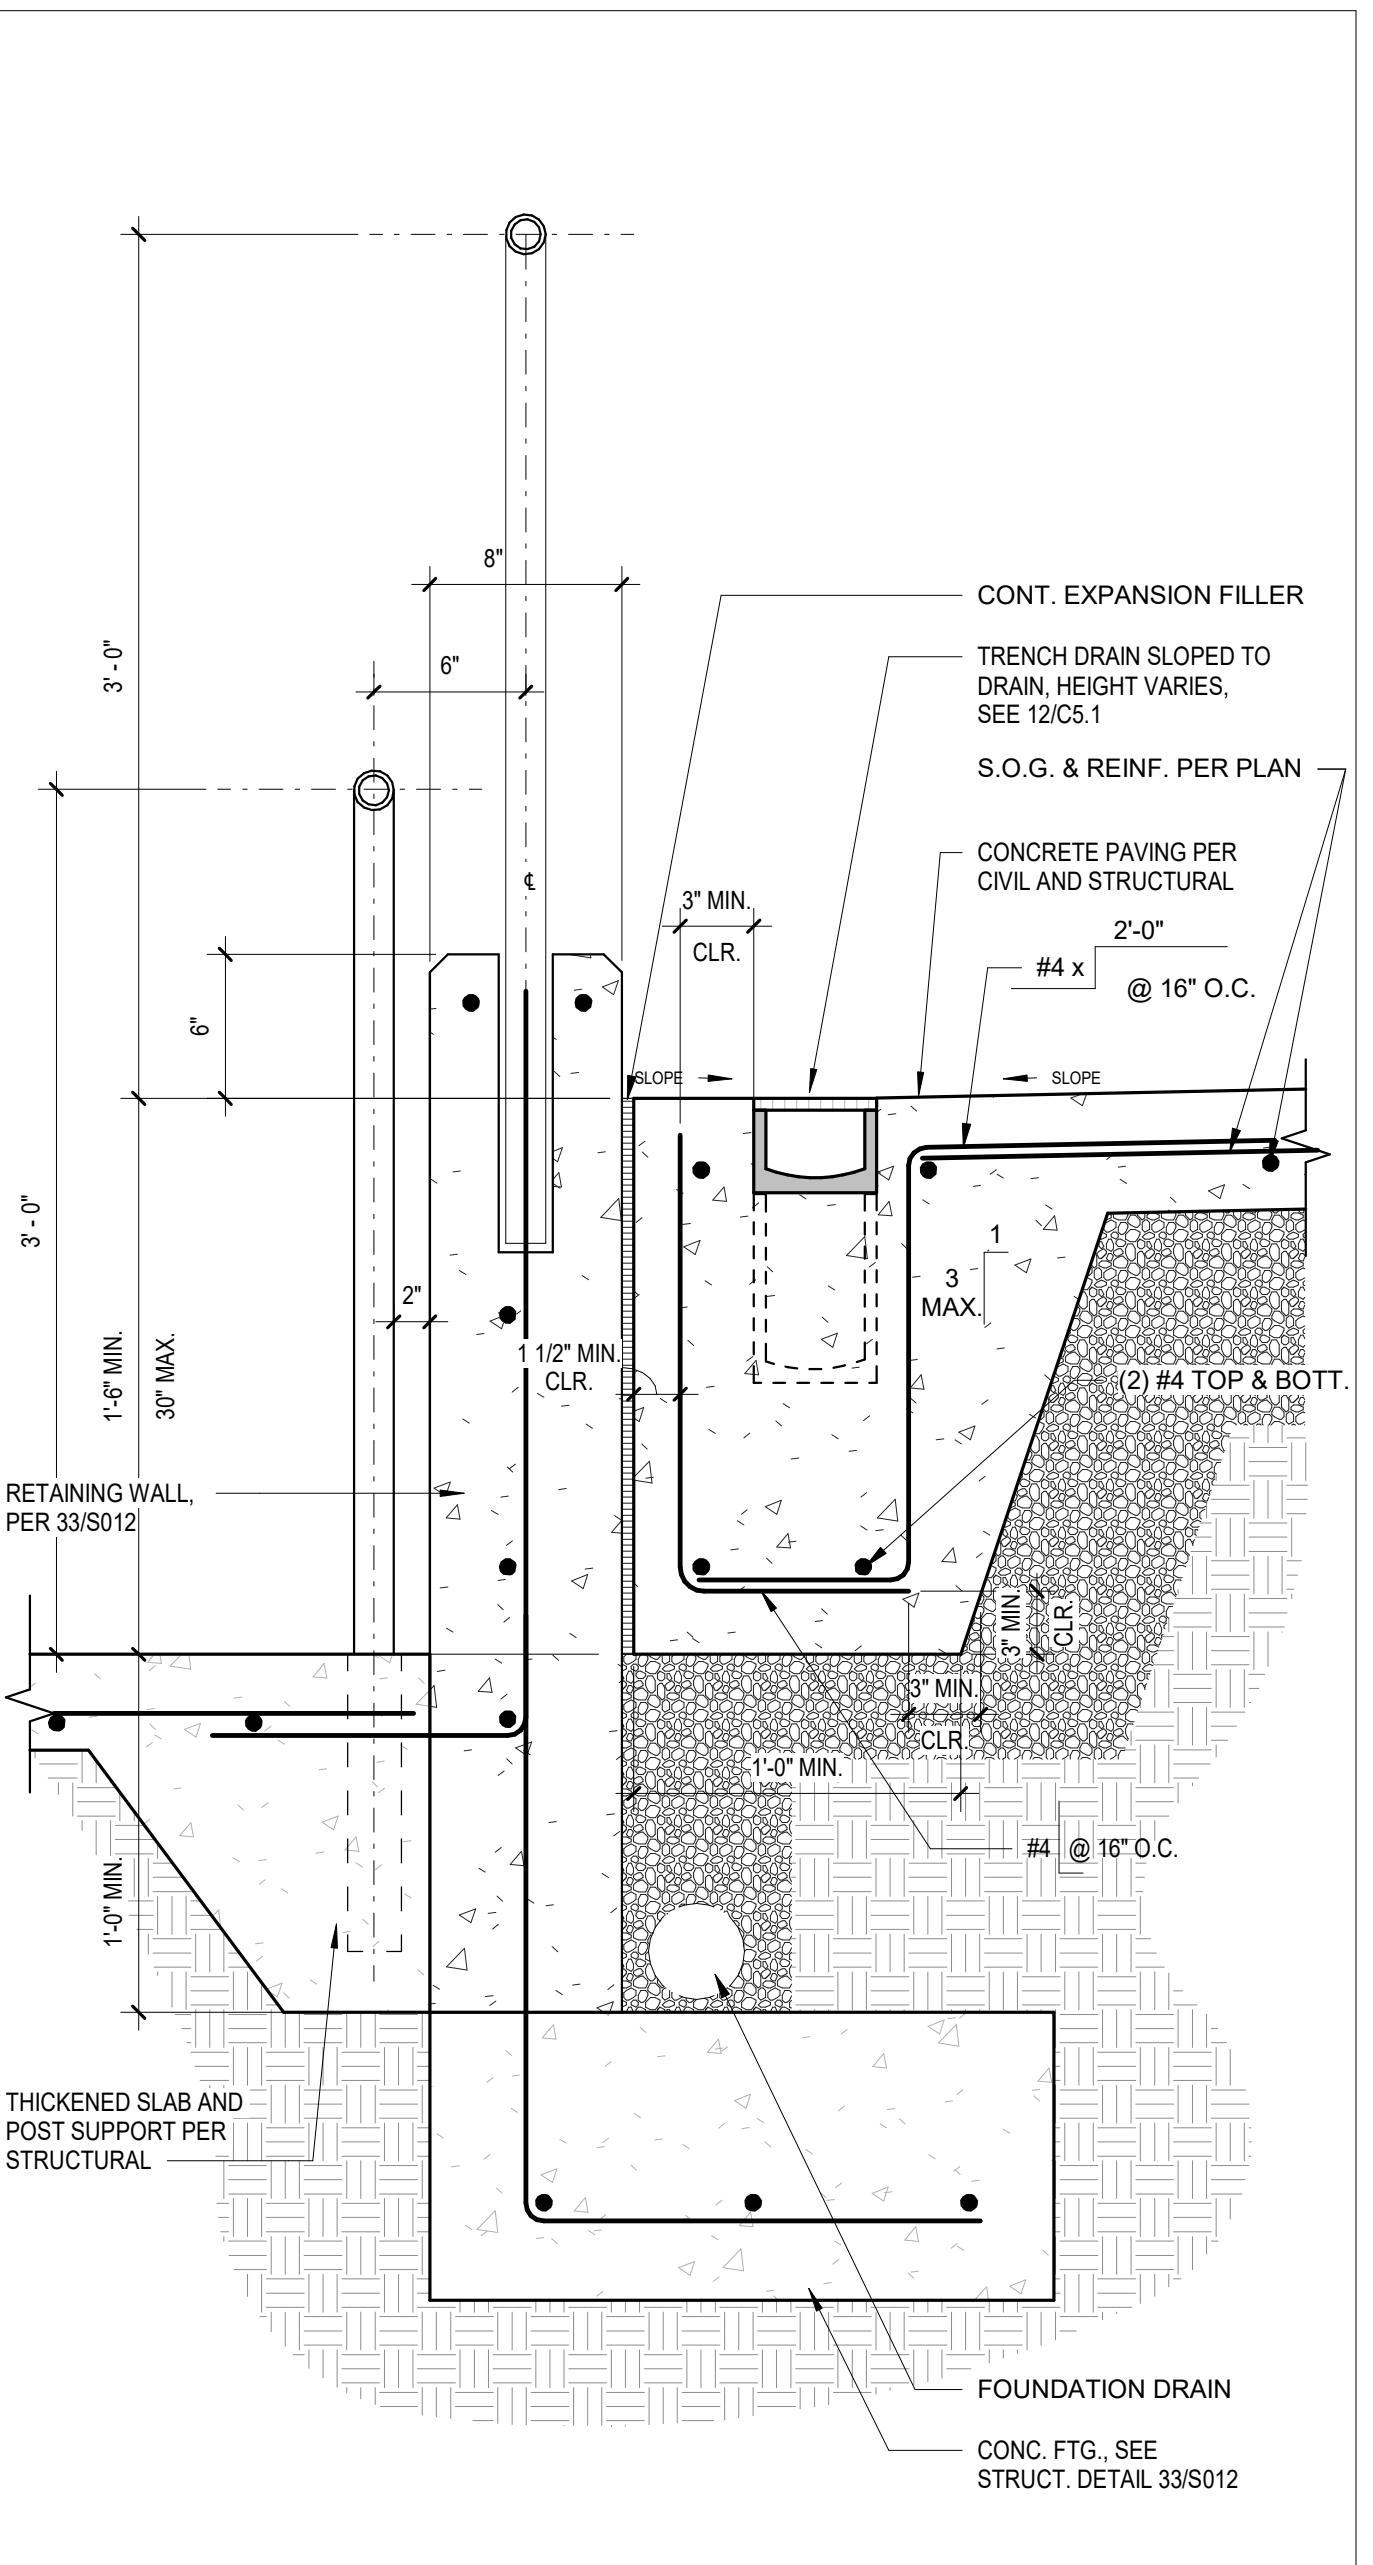 8"
3' - 0"
6"
CONT. EXPANSION FILLER
TRENCH DRAIN SLOPED TO
DRAIN, HEIGHT VARIES,
SEE 12/C5.1
S.O.G. & REINF. PER PLAN
CONCRETE PAVING PER
CIVIL AND STRUCTURAL
℄
3" MIN.
CLR.
2'-0"
#4 x
@ 16" O.C.
6"
SLOPE
SLOPE
3' - 0"
1
3
MAX.
2"
1'-6" MIN.
30" MAX.
1 1/2" MIN.
CLR.
(2) #4 TOP & BOTT.
RETAINING WALL,
PER 33/S012
3" MIN.
CLR.
3" MIN.
CLR.
1'-0" MIN.
#4 @ 16" O.C.
1'-0" MIN.
THICKENED SLAB AND
POST SUPPORT PER
STRUCTURAL
FOUNDATION DRAIN
CONC. FTG., SEE
STRUCT. DETAIL 33/S012